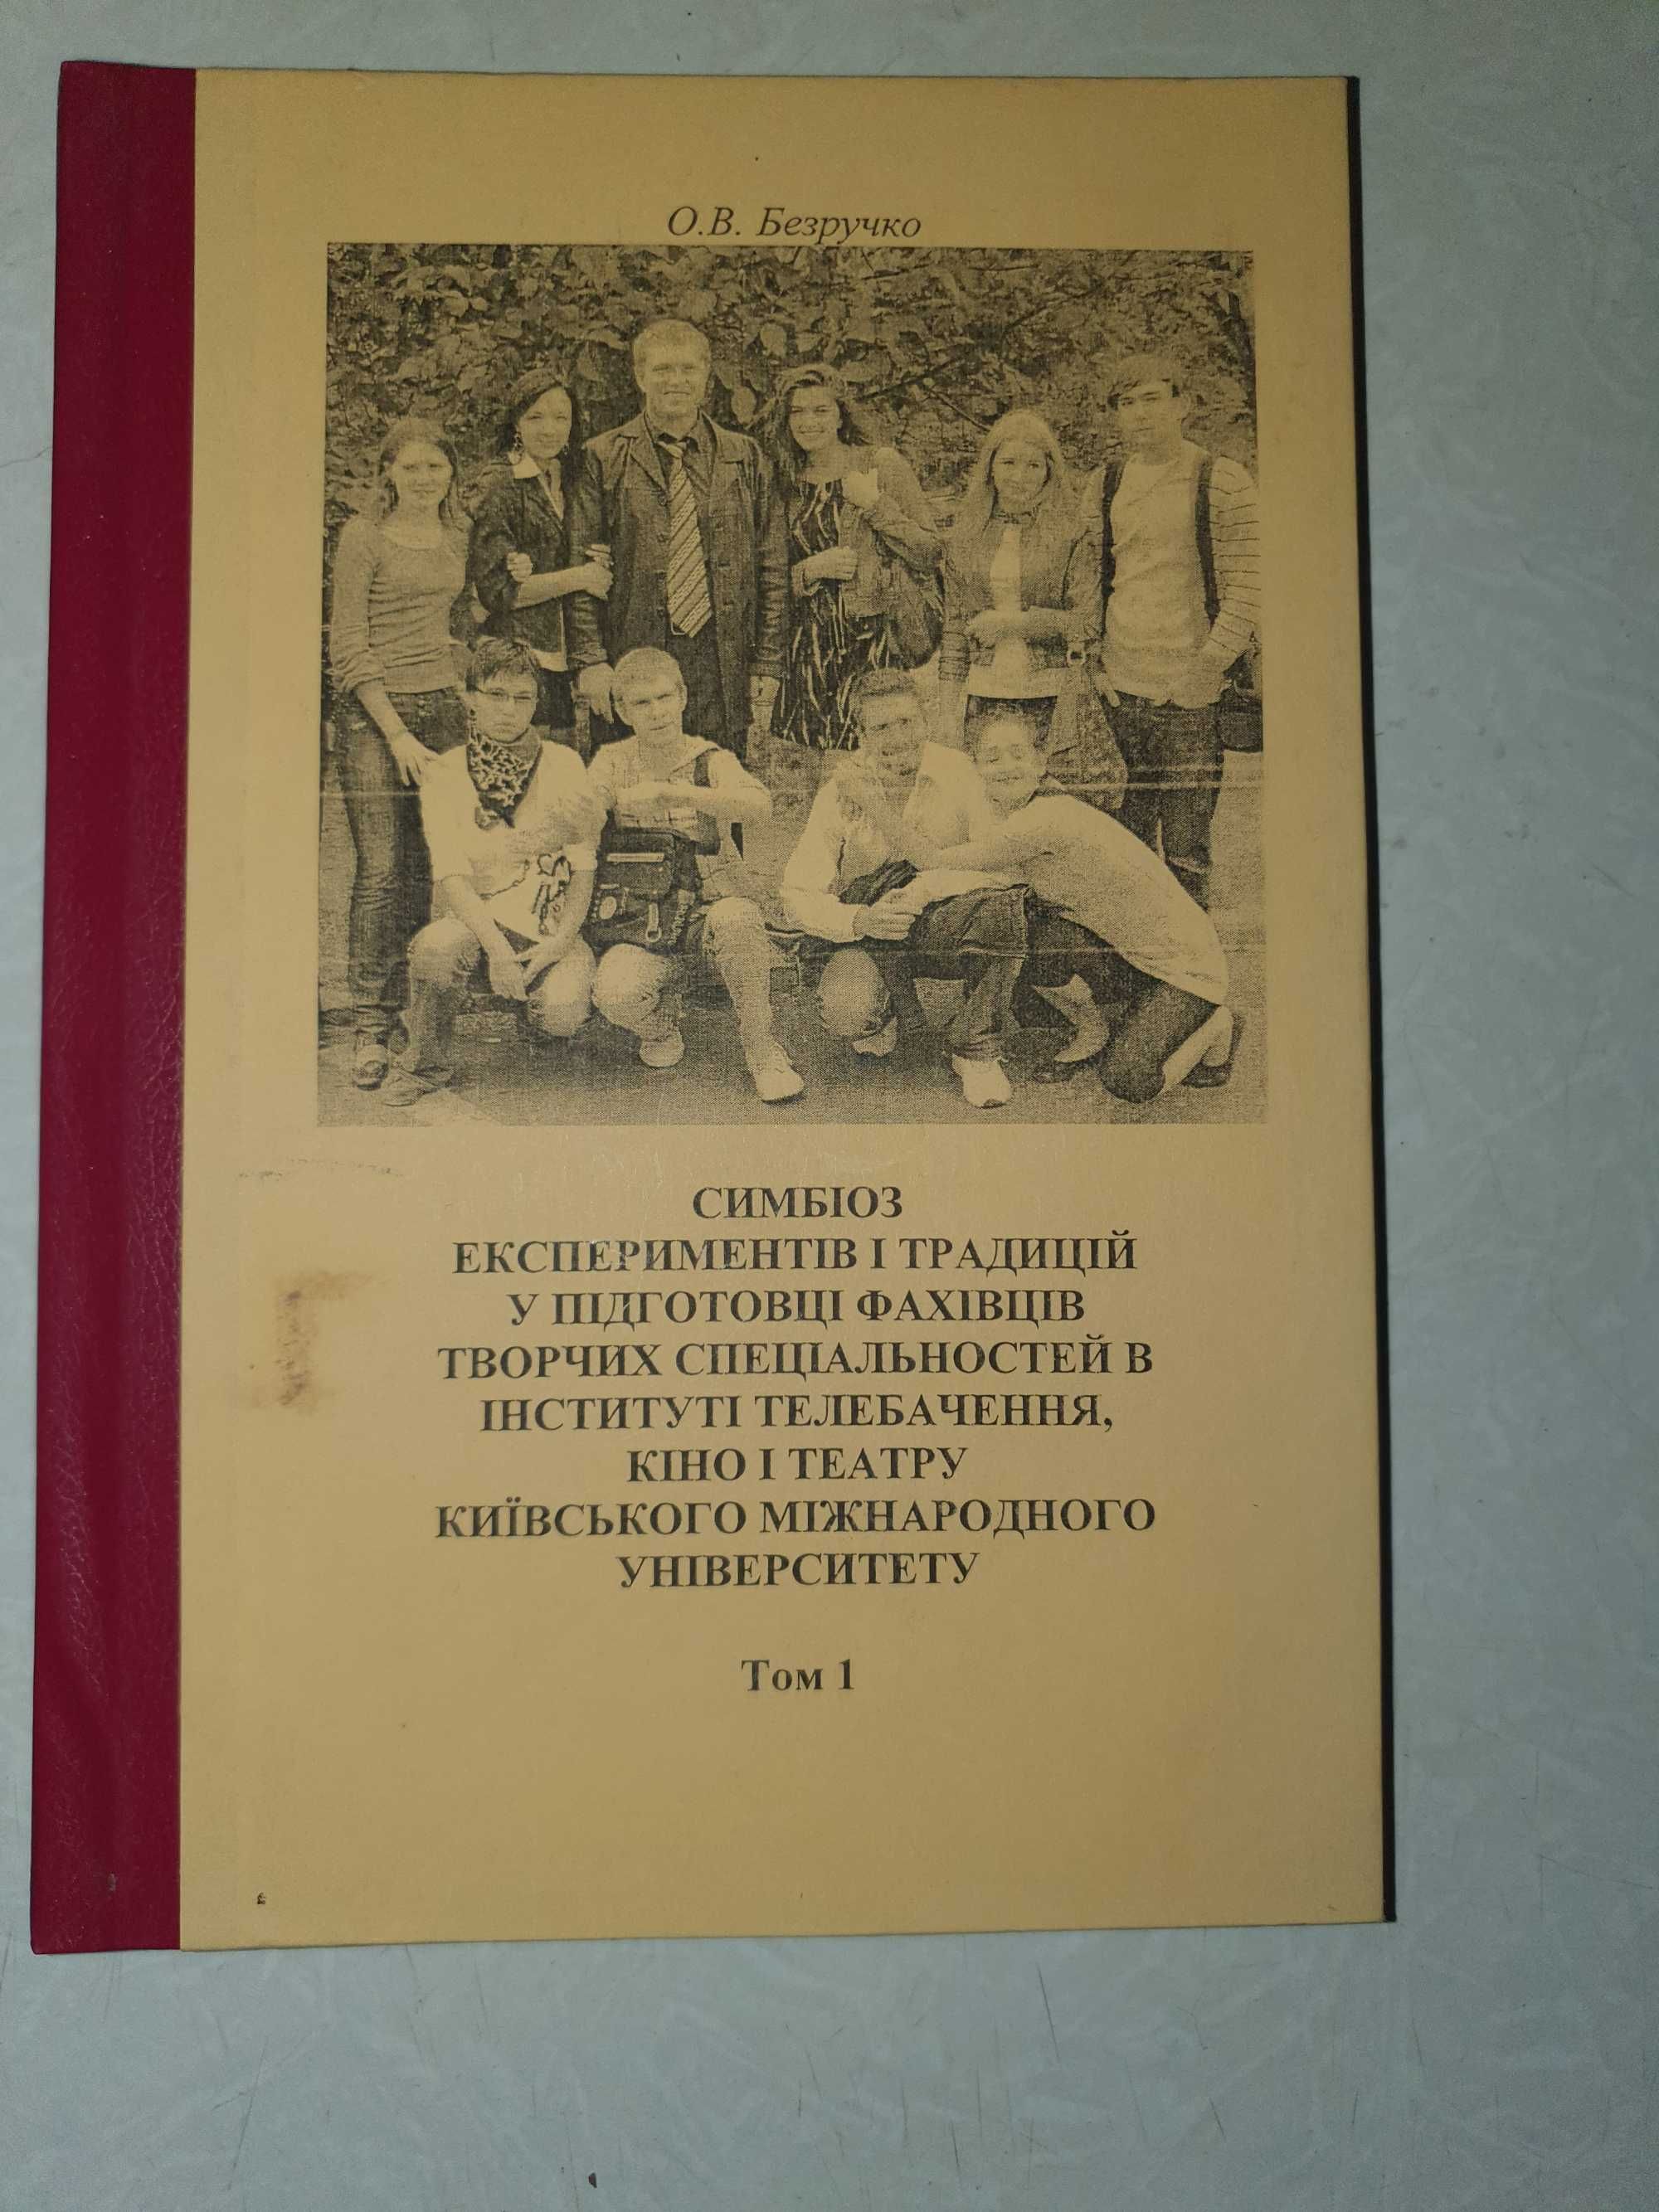 О.В. Безручко
СИМБІОЗ
ЕКСПЕРИМЕНТІВ І ТРАДИЦІЙ
У ПІДГОТОВЦІ ФАХІВЦІВ
ТВОРЧИХ СПЕЦІАЛЬНОСТЕЙ В
ІНСТИТУТІ ТЕЛЕБАЧЕННЯ,
КІНО І ТЕАТРУ
КИЇВСЬКОГО МІЖНАРОДНОГО
УНІВЕРСИТЕТУ
Том 1